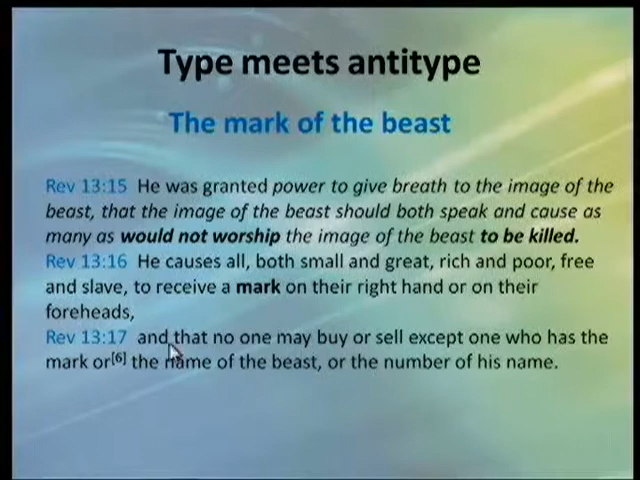 Type meets antitype
The mark of the beast
Rev 13:15 He was granted power to give breath to the image of the
beast, that the image of the beast should both speak and cause as
many as would not worship the image of the beast to be killed.
Rev 13:16 He causes all, both small and great, rich and poor, free
and slave, to receive a mark on their right hand or on their
foreheads,
Rev 13:17 and that no one may buy or sell except one who has the
mark or[6] the name of the beast, or the number of his name.